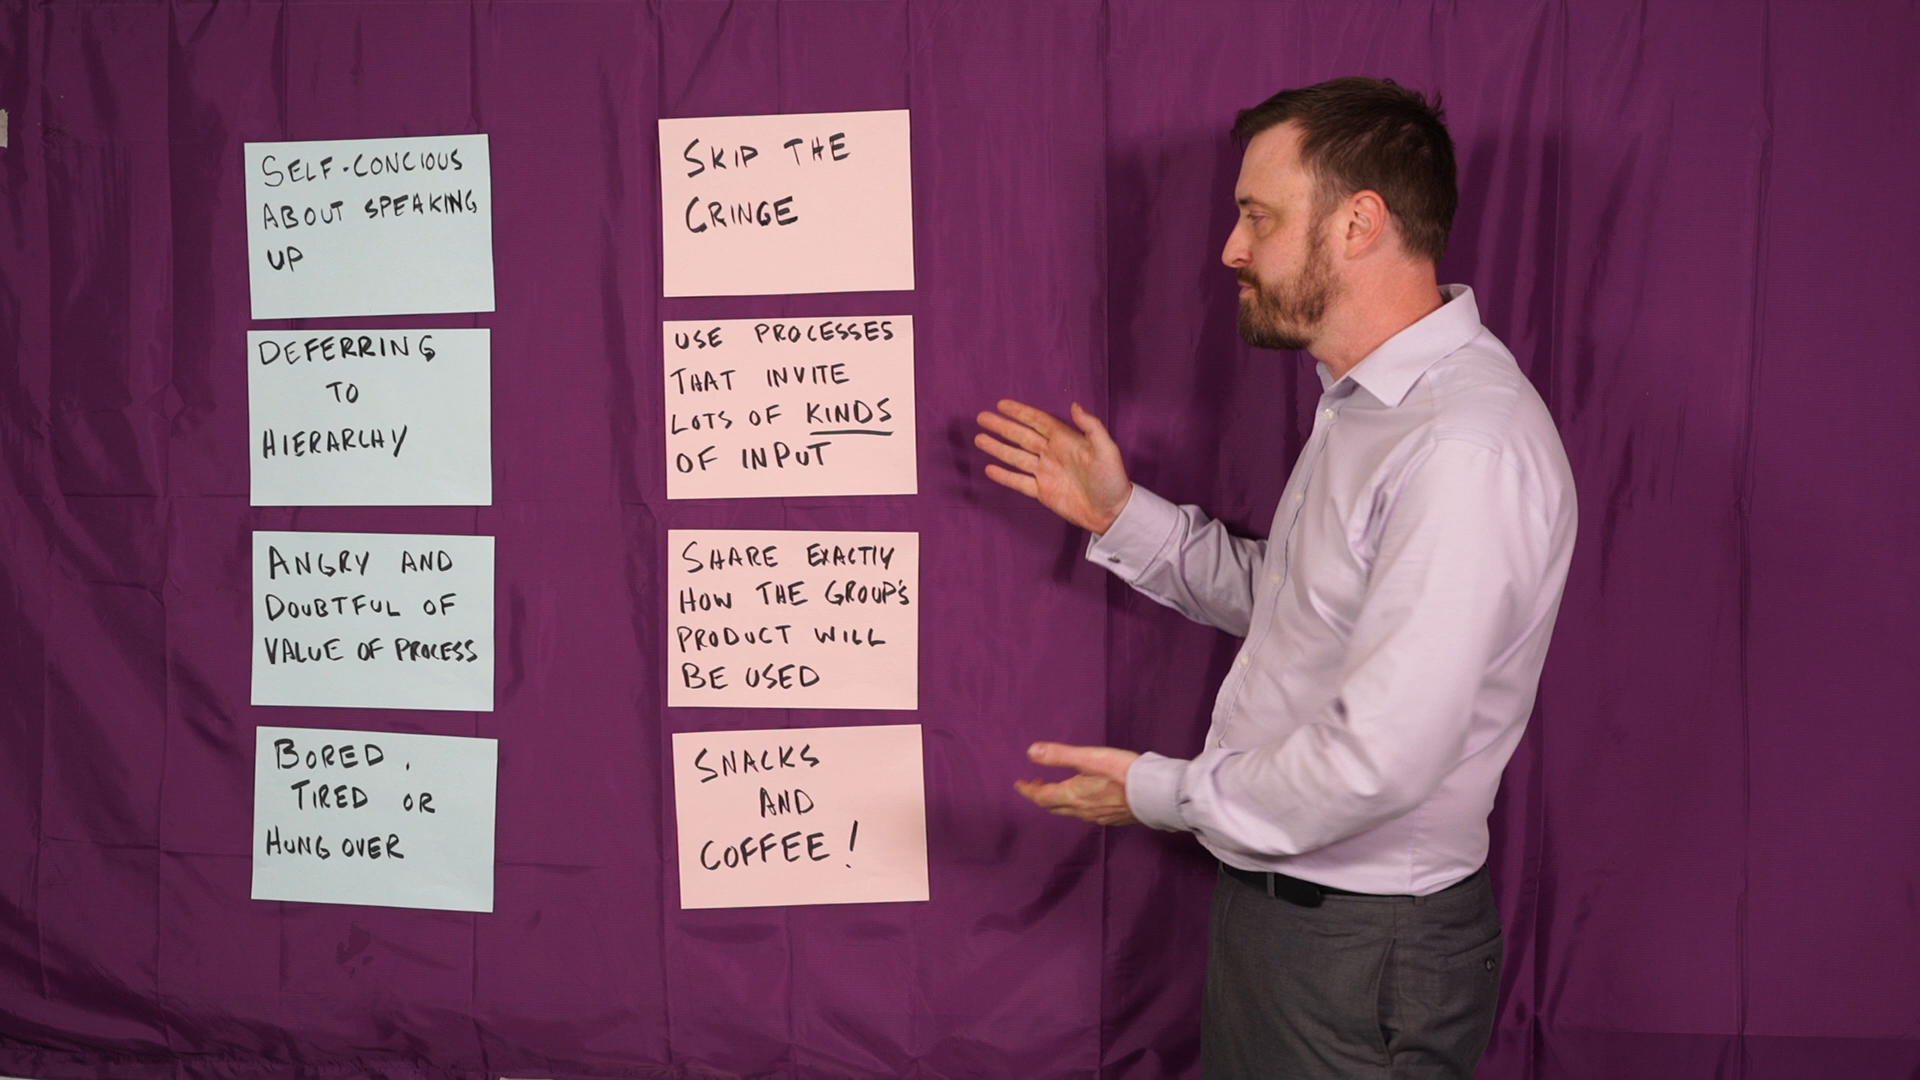 SELF-CONCIOUS
ABOUT SPEAKING
UP
DEFERRING
TO
HIERARCHY
ANGRY AND
DOUBTFUL OF
VALUE OF PROCESS
BORED,
TIRED OR
HUNGOVER
SKIP THE
CRINGE
USE PROCESSES
THAT INVITE
LOTS OF KINDS
OF INPUT
SHARE EXACTLY
HOW THE GROUP'S
PRODUCT WILL
BE USED
SNACKS
AND
COFFEE!